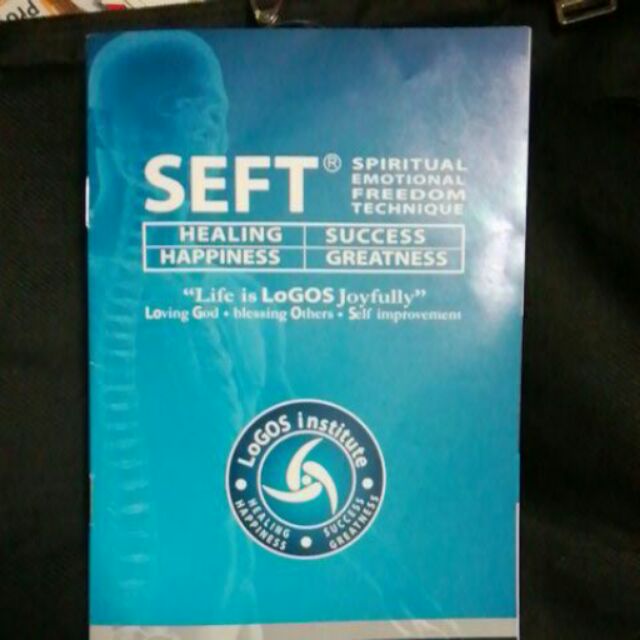 SEFT®
SPIRITUAL
EMOTIONAL
FREEDOM
TECHNIQUE
HEALING SUCCESS
HAPPINESS GREATNESS
“Life is LoGOS Joyfully”
Loving God • blessing Others • Self improvement
LoGOS institute
HEALING SUCCESS
HAPPINESS GREATNESS